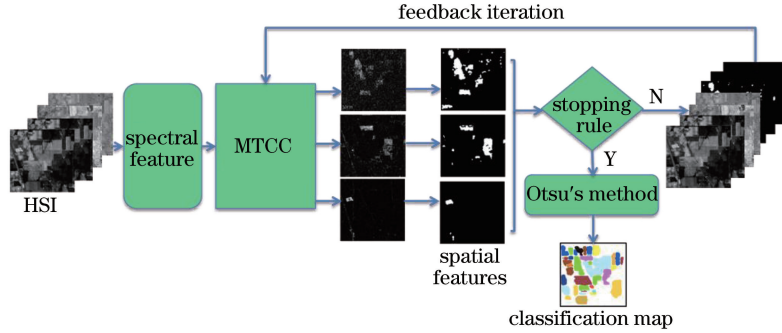 feedback iteration
HSI
spectral
feature
MTCC
spatial
features
stopping
rule
N
Y
Otsu's method
classification map